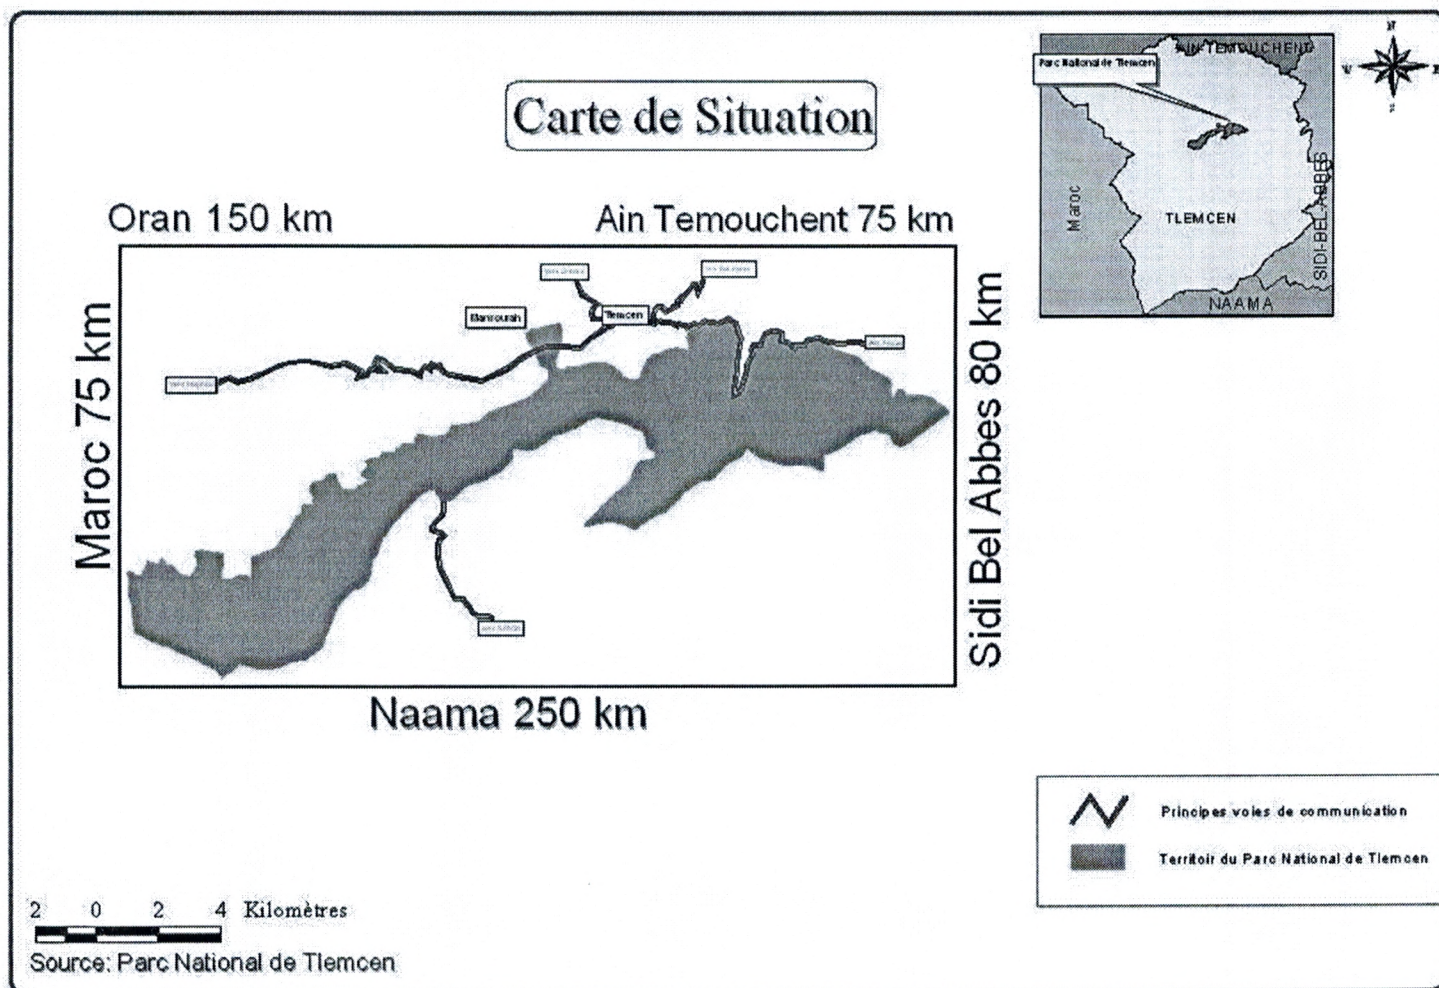 Carte de Situation
Oran 150 km
Ain Temouchent 75 km
Maroc 75 km
Sidi Bel Abbes 80 km
Naama 250 km
Mansourah
Tlemcen
AIN TEMOUCHENT
Parc National de Tlemcen
Maroc
TLEMCEN
SIDI-BEL-ABBES
NAAMA
N
W
E
S
Principes voies de communication
Territoir du Parc National de Tlemcen
2 0 2 4 Kilomètres
Source: Parc National de Tlemcen